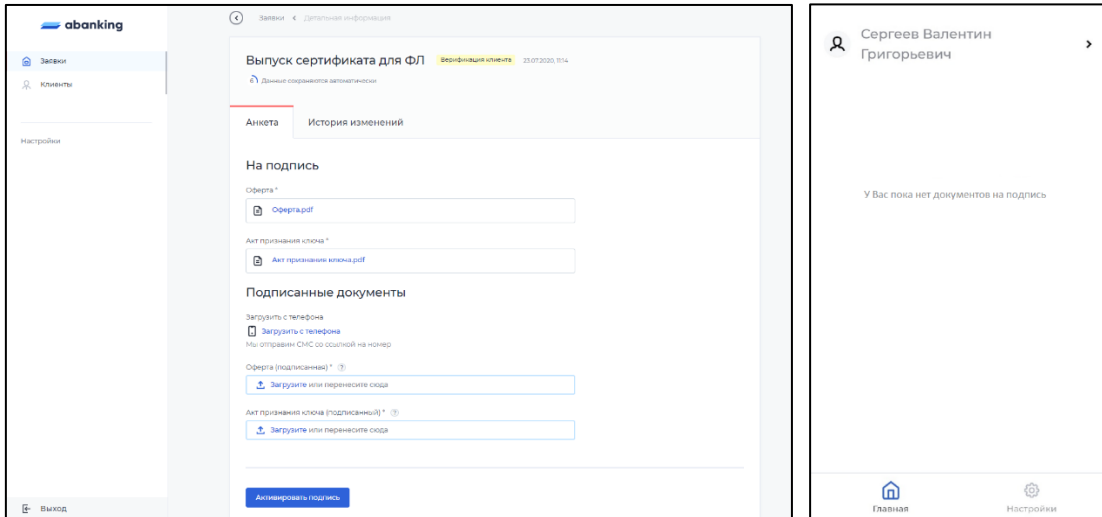 abanking
Заявки
Клиенты
Настройки
Выход
Заявки
Детальная информация
Выпуск сертификата для ФЛ
Верификация клиента
23.07.2020, 11:14
Данные сохраняются автоматически
Анкета
История изменений
На подпись
Оферта *
Оферта.pdf
Акт признания ключа *
Акт признания ключа.pdf
Подписанные документы
Загрузить с телефона
Загрузить с телефона
Мы отправим СМС со ссылкой на номер
Оферта (подписанная) * ?
Загрузите или перенесите сюда
Акт признания ключа (подписанный) * ?
Загрузите или перенесите сюда
Активировать подпись
Сергеев Валентин
Григорьевич
У Вас пока нет документов на подпись
Главная
Настройки